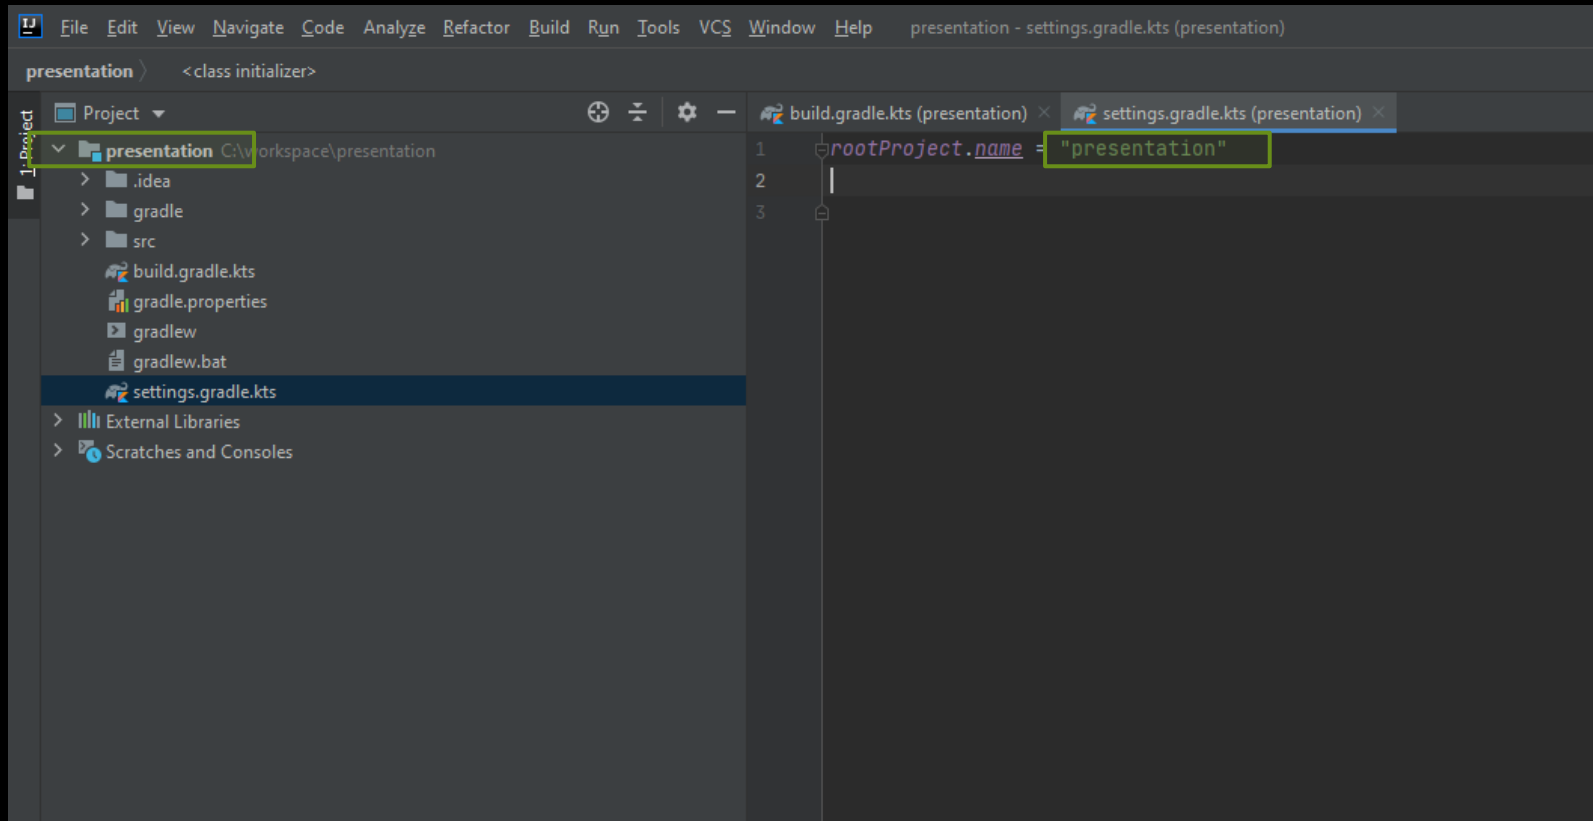 IJ File Edit View Navigate Code Analyze Refactor Build Run Tools VCS Window Help presentation - settings.gradle.kts (presentation)
presentation <class initializer>
1: Project
Project
build.gradle.kts (presentation) settings.gradle.kts (presentation)
presentation C:\workspace\presentation
.idea
gradle
src
build.gradle.kts
gradle.properties
gradlew
gradlew.bat
settings.gradle.kts
External Libraries
Scratches and Consoles
1 rootProject.name = "presentation"
2
3